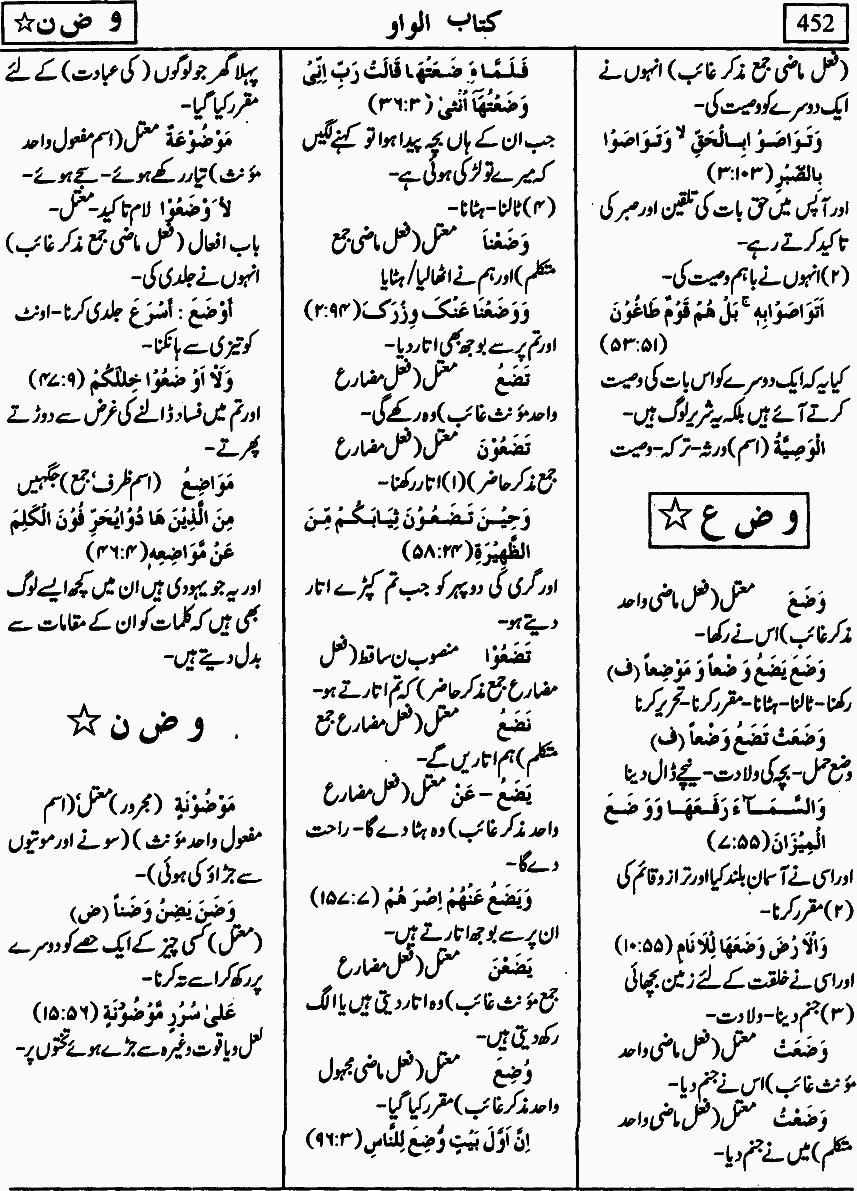 452
کتاب الواو
و ض ن ☆
(فعل ماضی جمع مذکر غائب) انہوں نے
ایک دوسرے کو وصیت کی-
وَتَوَاصَوْ ابِالْحَقِّ لا وَتَوَاصَوْا
بِالصَّبْرِ (۳:۱۰۳)
اور آپس میں حق بات کی تلقین اور صبر کی
تاکید کرتے رہے-
(۲) انہوں نے باہم وصیت کی-
اَتَوَاصَوْابِهٖ ج بَلْ هُمْ قَوْمٌ طَاغُوْنَ
(۵۳:۵۱)
کیا یہ کہ ایک دوسرے کو اس بات کی وصیت
کرتے آئے ہیں بلکہ یہ شریر لوگ ہیں-
الْوَصِيَّةُ (اسم) ورثہ-ترکہ-وصیت
و ض ع ☆
وَضَعَ معتل (فعل ماضی واحد
مذکر غائب) اس نے رکھا-
وَضَعَ يَضَعُ وَ ضْعاً وَ مَوْضِعاً (ف)
رکھنا-ٹالنا-ہٹانا-مقرر کرنا-تحریر کرنا
وَضَعَتْ تَضَعُ وَضْعاً (ف)
وضع حمل-بچہ کی ولادت-نیچے ڈال دینا
وَالسَّمَآءَ رَفَعَهَا وَوَ ضَعَ
الْمِيْزَانَ (۷:۵۵)
اور اسی نے آسمان بلند کیا اور ترازو قائم کی
(۲) مقرر کرنا-
وَالْاَ رْضَ وَضَعَهَا لِلْاَ نَامِ (۱۰:۵۵)
اور اسی نے خلقت کے لئے زمین بچھائی
(۳) جنم دینا-ولادت-
وَضَعَتْ معتل (فعل ماضی واحد
مؤنث غائب) اس نے جنم دیا-
وَضَعْتُ معتل (فعل ماضی واحد
متکلم) میں نے جنم دیا-
فَلَمَّا وَ ضَعَتْهَا قَالَتْ رَبِّ اِنِّىْ
وَضَعْتُهَآ اُنْثٰى (۳۶:۳)
جب ان کے ہاں بچہ پیدا ہوا تو کہنے لگیں
کہ میرے تو لڑکی ہوئی ہے-
(۴) ٹالنا-ہٹانا-
وَضَعْنَا معتل (فعل ماضی جمع
متکلم) اور ہم نے اٹھا لیا/ہٹایا
وَوَضَعْنَا عَنْكَ وِزْرَكَ (۲:۹۴)
اور تم پر سے بوجھ بھی اتار دیا-
تَضَعُ معتل (فعل مضارع
واحد مؤنث غائب) وہ رکھے گی-
تَضَعُوْنَ معتل (فعل مضارع
جمع مذکر حاضر) (۱) اتار رکھنا-
وَحِيْنَ تَضَعُوْنَ ثِيَابَكُمْ مِّنَ
الظَّهِيْرَةِ (۵۸:۲۴)
اور گرمی کی دوپہر کو جب تم کپڑے اتار
دیتے ہو-
تَضَعُوْا منصوب ن ساقط (فعل
مضارع جمع مذکر حاضر) کہ تم اتارتے ہو-
نَضَعُ معتل (فعل مضارع جمع
متکلم) ہم اتاریں گے-
يَضَعُ – عَنْ معتل (فعل مضارع
واحد مذکر غائب) وہ ہٹا دے گا- راحت
دے گا-
وَيَضَعُ عَنْهُمْ اِصْرَ هُمْ (۱۵۷:۷)
ان پر سے بوجھ اتارتے ہیں-
يَضَعْنَ معتل (فعل مضارع
جمع مؤنث غائب) وہ اتار دیتی ہیں یا الگ
رکھ دیتی ہیں-
وُضِعَ معتل (فعل ماضی مجہول
واحد مذکر غائب) مقرر کیا گیا-
اِنَّ اَوَّلَ بَيْتٍ وُّضِعَ لِلنَّاسِ (۹۶:۳)
پہلا گھر جو لوگوں (کی عبادت) کے لئے
مقرر کیا گیا-
مَوْضُوْعَةٌ معتل (اسم مفعول واحد
مؤنث) تیار رکھے ہوئے-سجے ہوئے-
لَأَ وْضَعُوْا لام تاکید-معتل-
باب افعال (فعل ماضی جمع مذکر غائب)
انہوں نے جلدی کی-
أَوْضَعَ : أَسْرَعَ جلدی کرنا-اونٹ
کو تیزی سے ہانکنا-
وَلَاْ اَوْ ضَعُوْا خِلٰلَكُمْ (۴۷:۹)
اور تم میں فساد ڈالنے کی غرض سے دوڑتے
پھرتے-
مَوَاضِعُ (اسم ظرف' جمع) جگہیں
مِنَ الَّذِيْنَ هَا دُوْا يُحَرِّ فُوْنَ الْكَلِمَ
عَنْ مَّوَاضِعِهٖ (۴۶:۴)
اور یہ جو یہودی ہیں ان میں کچھ ایسے لوگ
بھی ہیں کہ کلمات کو ان کے مقامات سے
بدل دیتے ہیں-
و ض ن ☆
مَوْضُوْنَةٍ (مجرور) معتل' (اسم
مفعول واحد مؤنث) (سونے اور موتیوں
سے جڑاؤ کی ہوئی)-
وَضَنَ يَضِنُ وَضْناً (ض)
(معتل) کسی چیز کے ایک حصے کو دوسرے
پر رکھ کر اسے تہ کرنا-
عَلىٰ سُرُرٍ مَّوْضُوْنَةٍ (۱۵:۵۶)
لعل و یاقوت وغیرہ سے جڑے ہوئے تختوں پر-